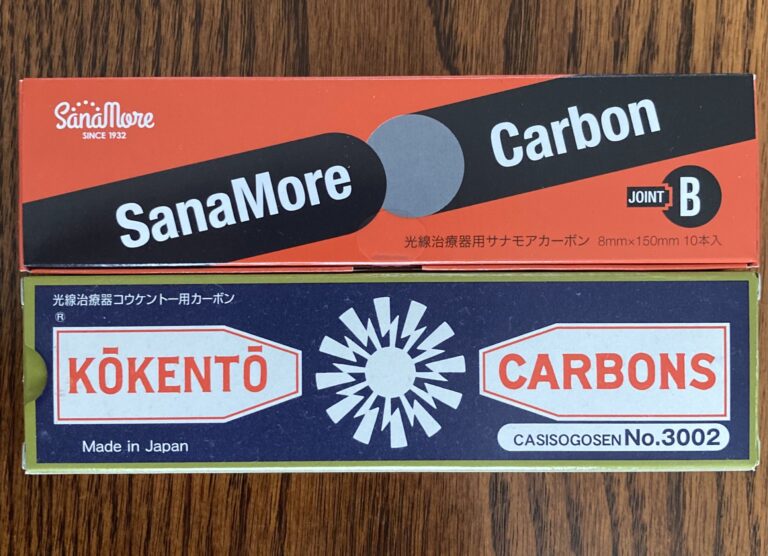 SanaMore
SINCE 1932
SanaMore
Carbon
JOINT B
光線治療器用サナモアカーボン 8mm×150mm 10本入
光線治療器コウケントー用カーボン
®
KŌKENTŌ
CARBONS
Made in Japan
CASISOGOSEN No.3002